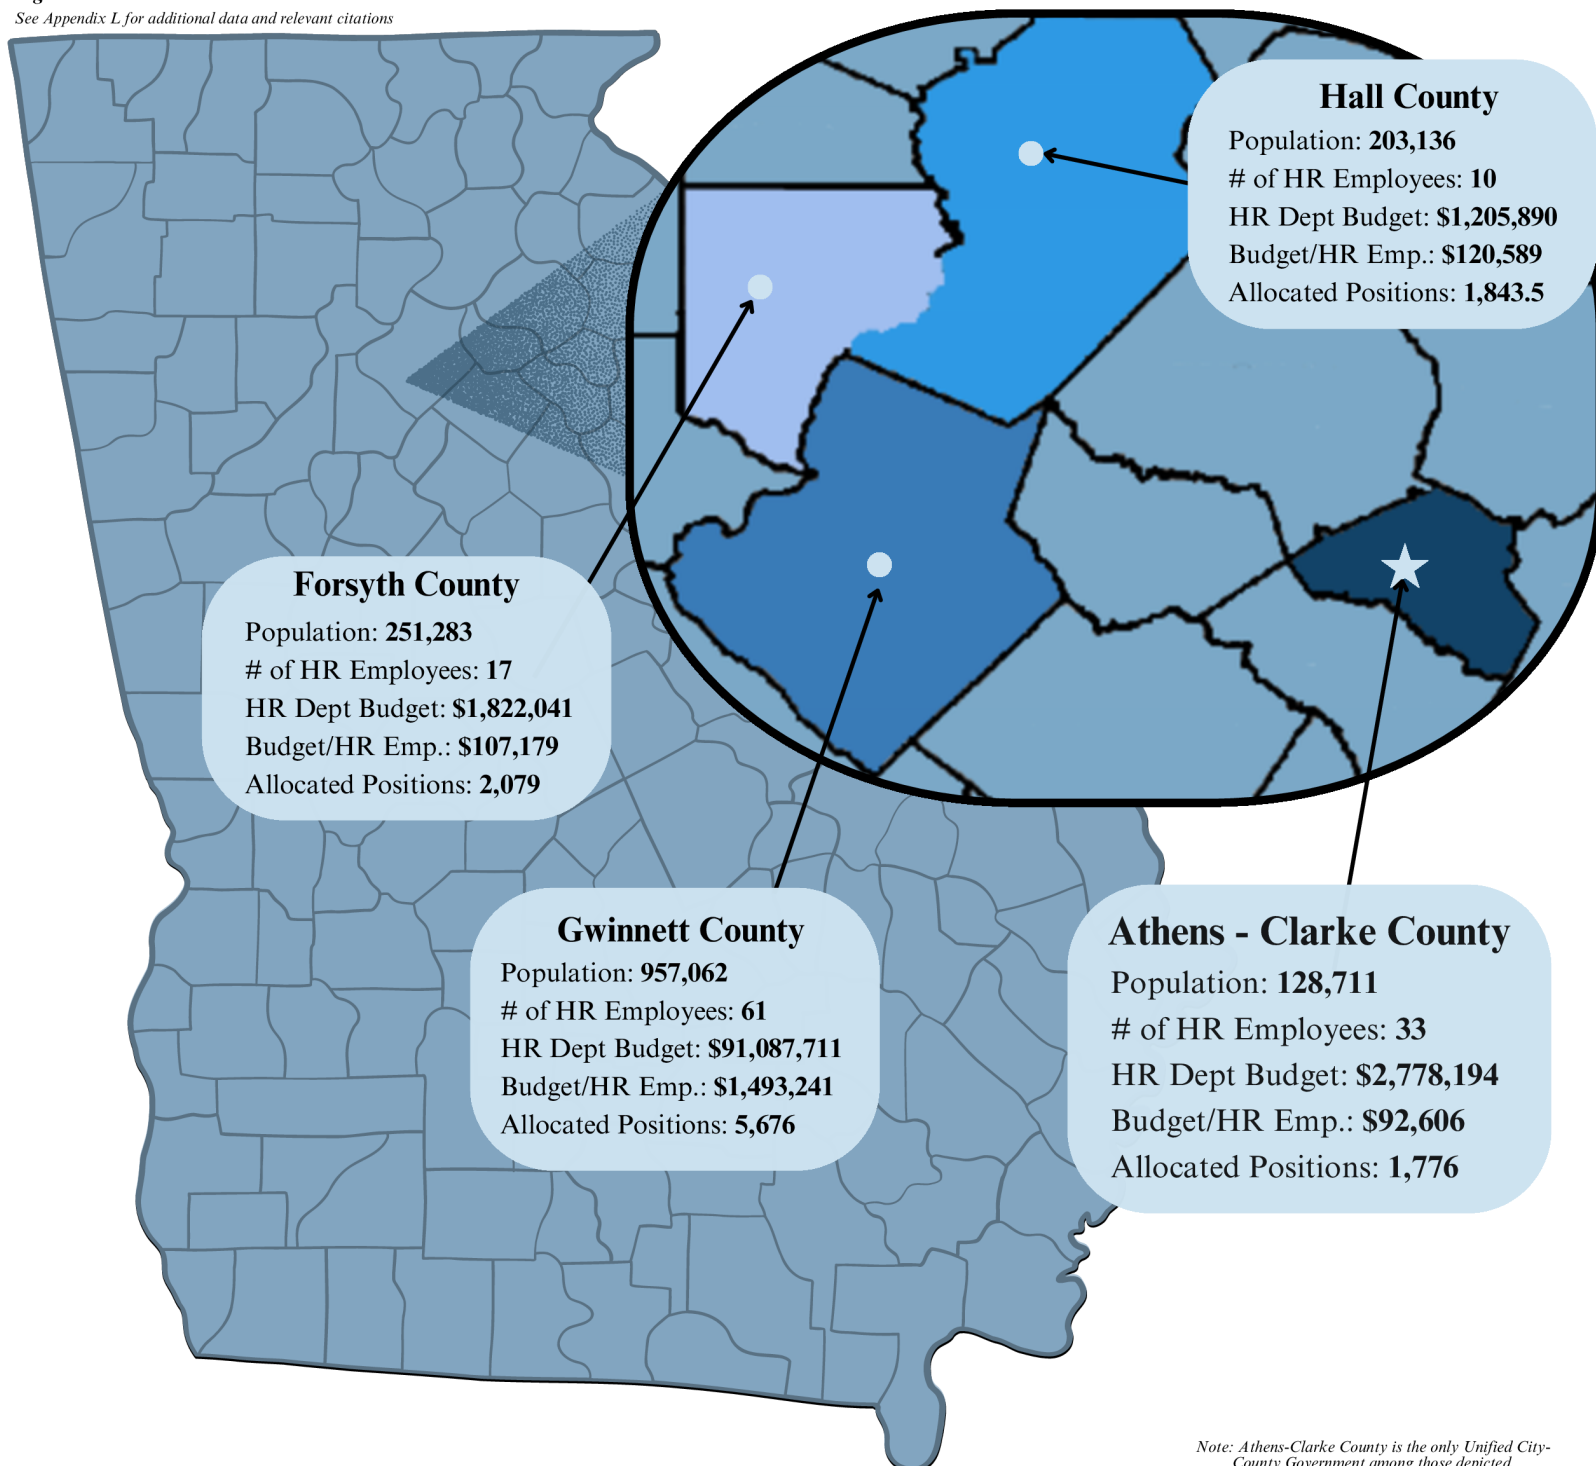 See Appendix L for additional data and relevant citations
Hall County
Population: 203,136
# of HR Employees: 10
HR Dept Budget: $1,205,890
Budget/HR Emp.: $120,589
Allocated Positions: 1,843.5
Forsyth County
Population: 251,283
# of HR Employees: 17
HR Dept Budget: $1,822,041
Budget/HR Emp.: $107,179
Allocated Positions: 2,079
Gwinnett County
Population: 957,062
# of HR Employees: 61
HR Dept Budget: $91,087,711
Budget/HR Emp.: $1,493,241
Allocated Positions: 5,676
Athens - Clarke County
Population: 128,711
# of HR Employees: 33
HR Dept Budget: $2,778,194
Budget/HR Emp.: $92,606
Allocated Positions: 1,776
Note: Athens-Clarke County is the only Unified City-
County Government among those depicted